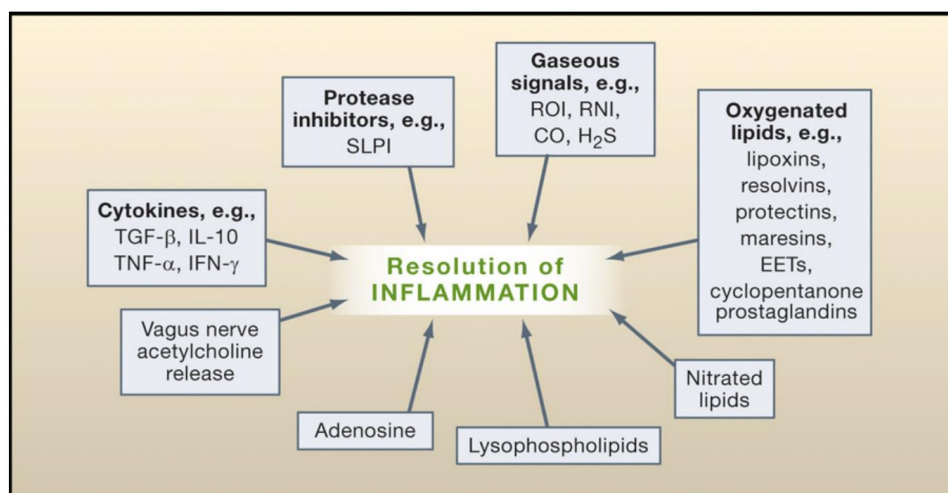 Gaseous
signals, e.g.,
ROI, RNI,
CO, H₂S
Protease
inhibitors, e.g.,
SLPI
Oxygenated
lipids, e.g.,
lipoxins,
resolvins,
protectins,
maresins,
EETs,
cyclopentanone
prostaglandins
Cytokines, e.g.,
TGF-β, IL-10
TNF-α, IFN-γ
Resolution of
INFLAMMATION
Vagus nerve
acetylcholine
release
Nitrated
lipids
Adenosine
Lysophospholipids